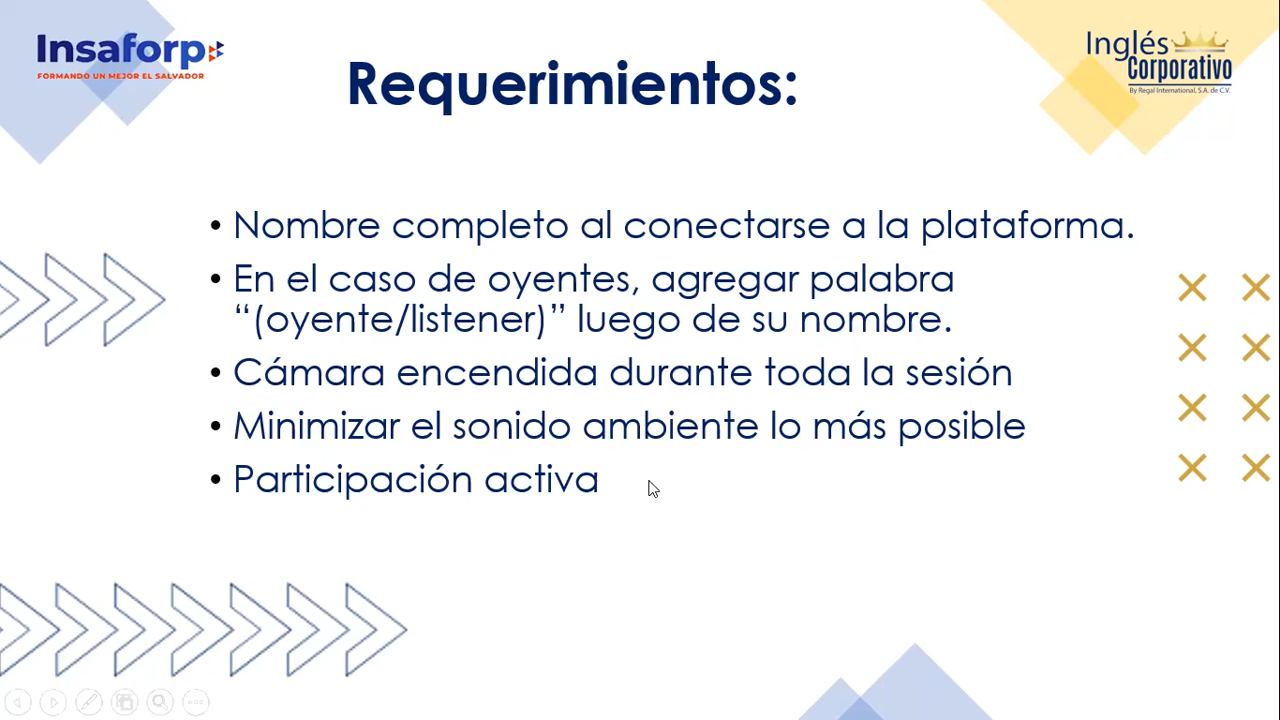 Insaforp
FORMANDO UN MEJOR EL SALVADOR
Inglés
Corporativo
By Regal International, S.A. de C.V.
Requerimientos:
• Nombre completo al conectarse a la plataforma.
• En el caso de oyentes, agregar palabra
“(oyente/listener)” luego de su nombre.
• Cámara encendida durante toda la sesión
• Minimizar el sonido ambiente lo más posible
• Participación activa